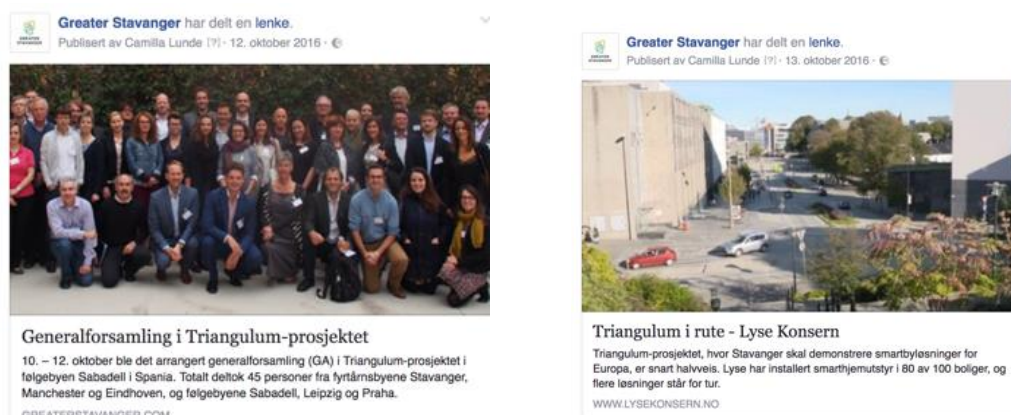 Greater Stavanger har delt en lenke.
Publisert av Camilla Lunde [?] · 12. oktober 2016 ·
Generalforsamling i Triangulum-prosjektet
10. – 12. oktober ble det arrangert generalforsamling (GA) i Triangulum-prosjektet i
følgebyen Sabadell i Spania. Totalt deltok 45 personer fra fyrtårnsbyene Stavanger,
Manchester og Eindhoven, og følgebyene Sabadell, Leipzig og Praha.
GREATERSTAVANGER.COM
Greater Stavanger har delt en lenke.
Publisert av Camilla Lunde [?] · 13. oktober 2016 ·
Triangulum i rute - Lyse Konsern
Triangulum-prosjektet, hvor Stavanger skal demonstrere smartbyløsninger for
Europa, er snart halvveis. Lyse har installert smarthjemutstyr i 80 av 100 boliger, og
flere løsninger står for tur.
WWW.LYSEKONSERN.NO